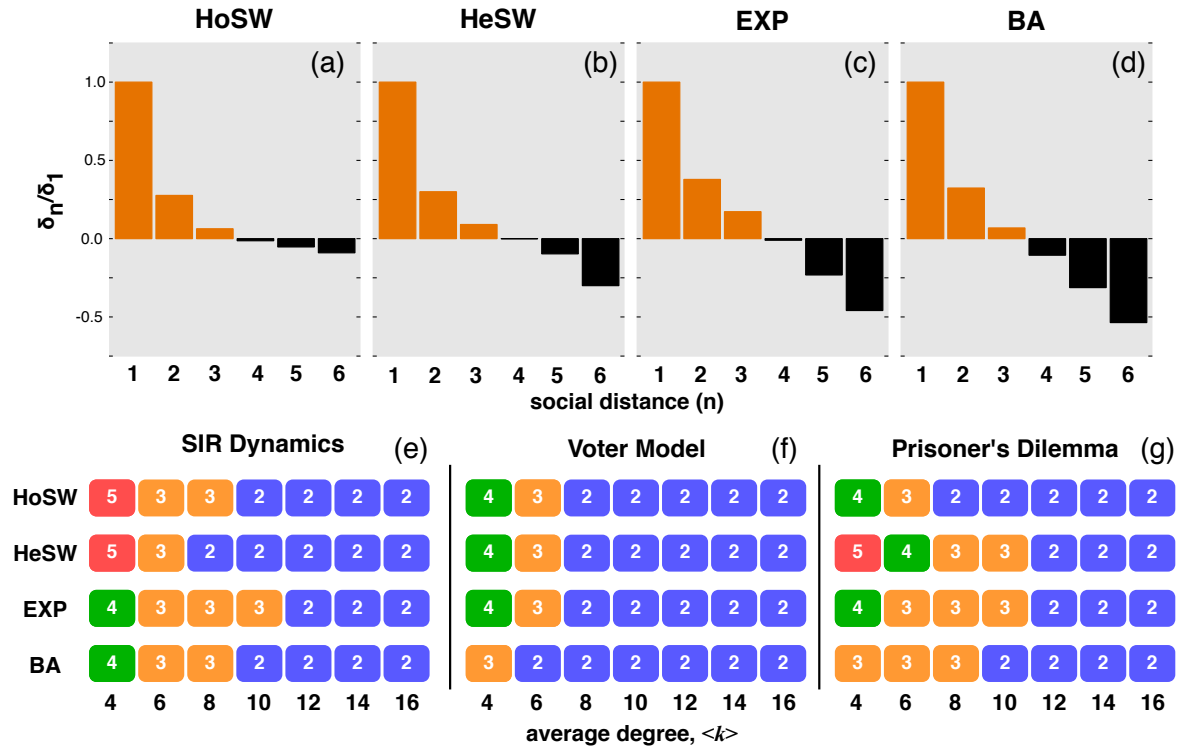 HoSW HeSW EXP BA
(a) (b) (c) (d)
1.0
0.5
0.0
-0.5
δn/δ1
1 2 3 4 5 6 1 2 3 4 5 6 1 2 3 4 5 6 1 2 3 4 5 6
social distance (n)
SIR Dynamics (e) Voter Model (f) Prisoner's Dilemma (g)
HoSW 5 3 3 2 2 2 2 4 3 2 2 2 2 2 4 3 2 2 2 2 2
HeSW 5 3 2 2 2 2 2 4 3 2 2 2 2 2 5 4 3 3 2 2 2
EXP 4 3 3 3 2 2 2 4 3 2 2 2 2 2 4 3 3 3 2 2 2
BA 4 3 3 2 2 2 2 3 2 2 2 2 2 2 3 3 3 2 2 2 2
4 6 8 10 12 14 16 4 6 8 10 12 14 16 4 6 8 10 12 14 16
average degree, <k>